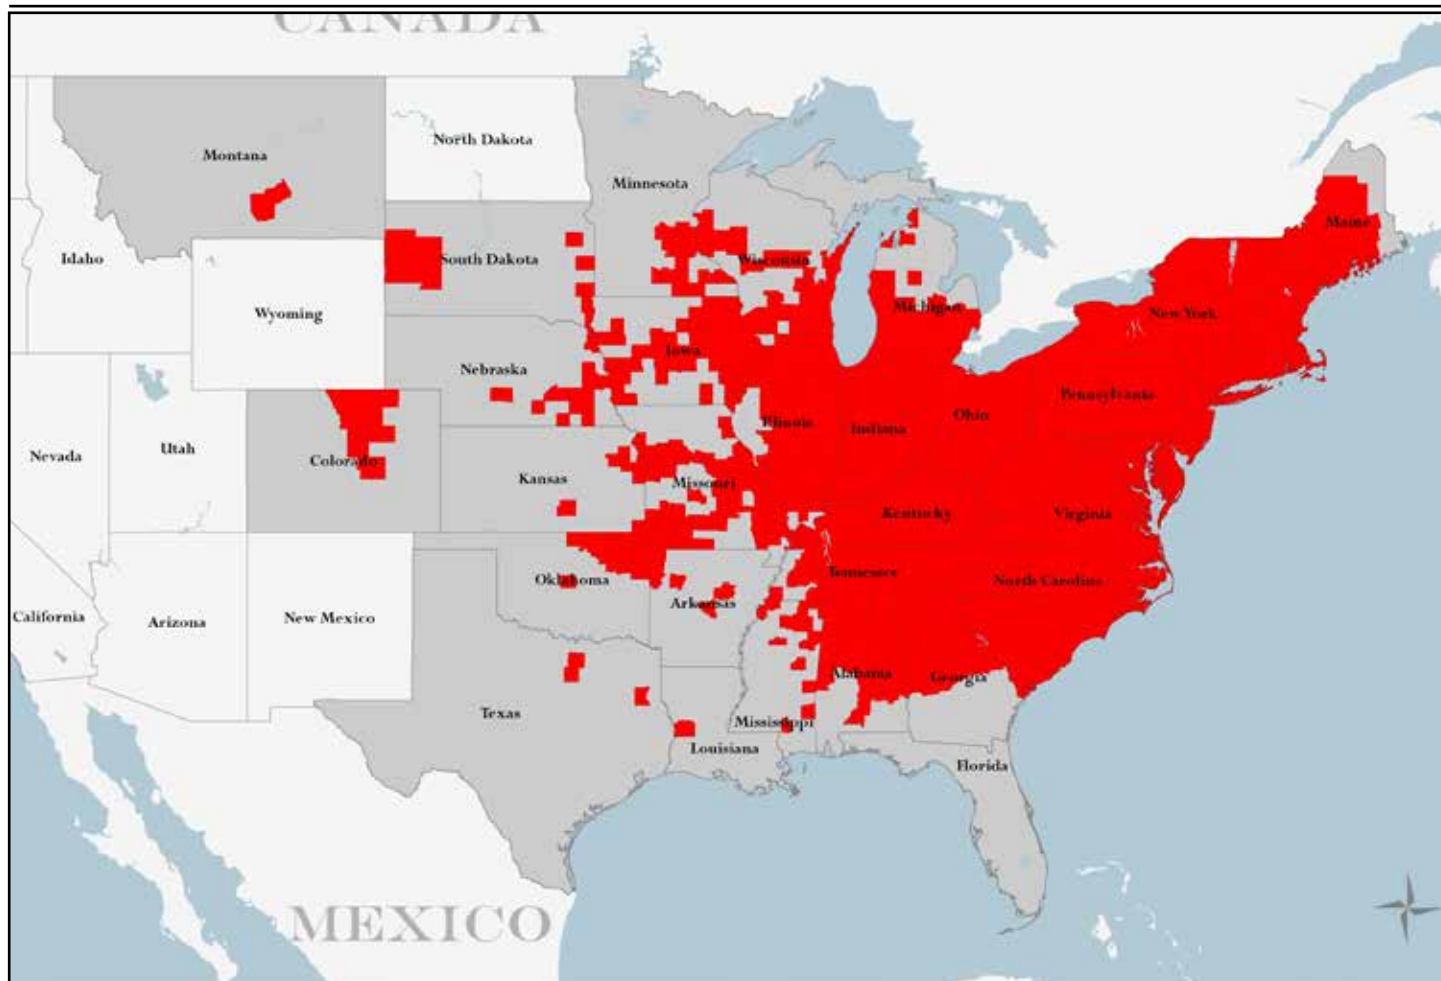 CANADA
North Dakota
Montana
Minnesota
Maine
Idaho
South Dakota
Wisconsin
Wyoming
Michigan
New York
Iowa
Nebraska
Pennsylvania
Ohio
Illinois
Indiana
Utah
Nevada
Colorado
Kansas
Missouri
Kentucky
Virginia
Tennessee
North Carolina
Oklahoma
Arkansas
California
Arizona
New Mexico
Alabama
Georgia
Texas
Mississippi
Louisiana
Florida
MEXICO